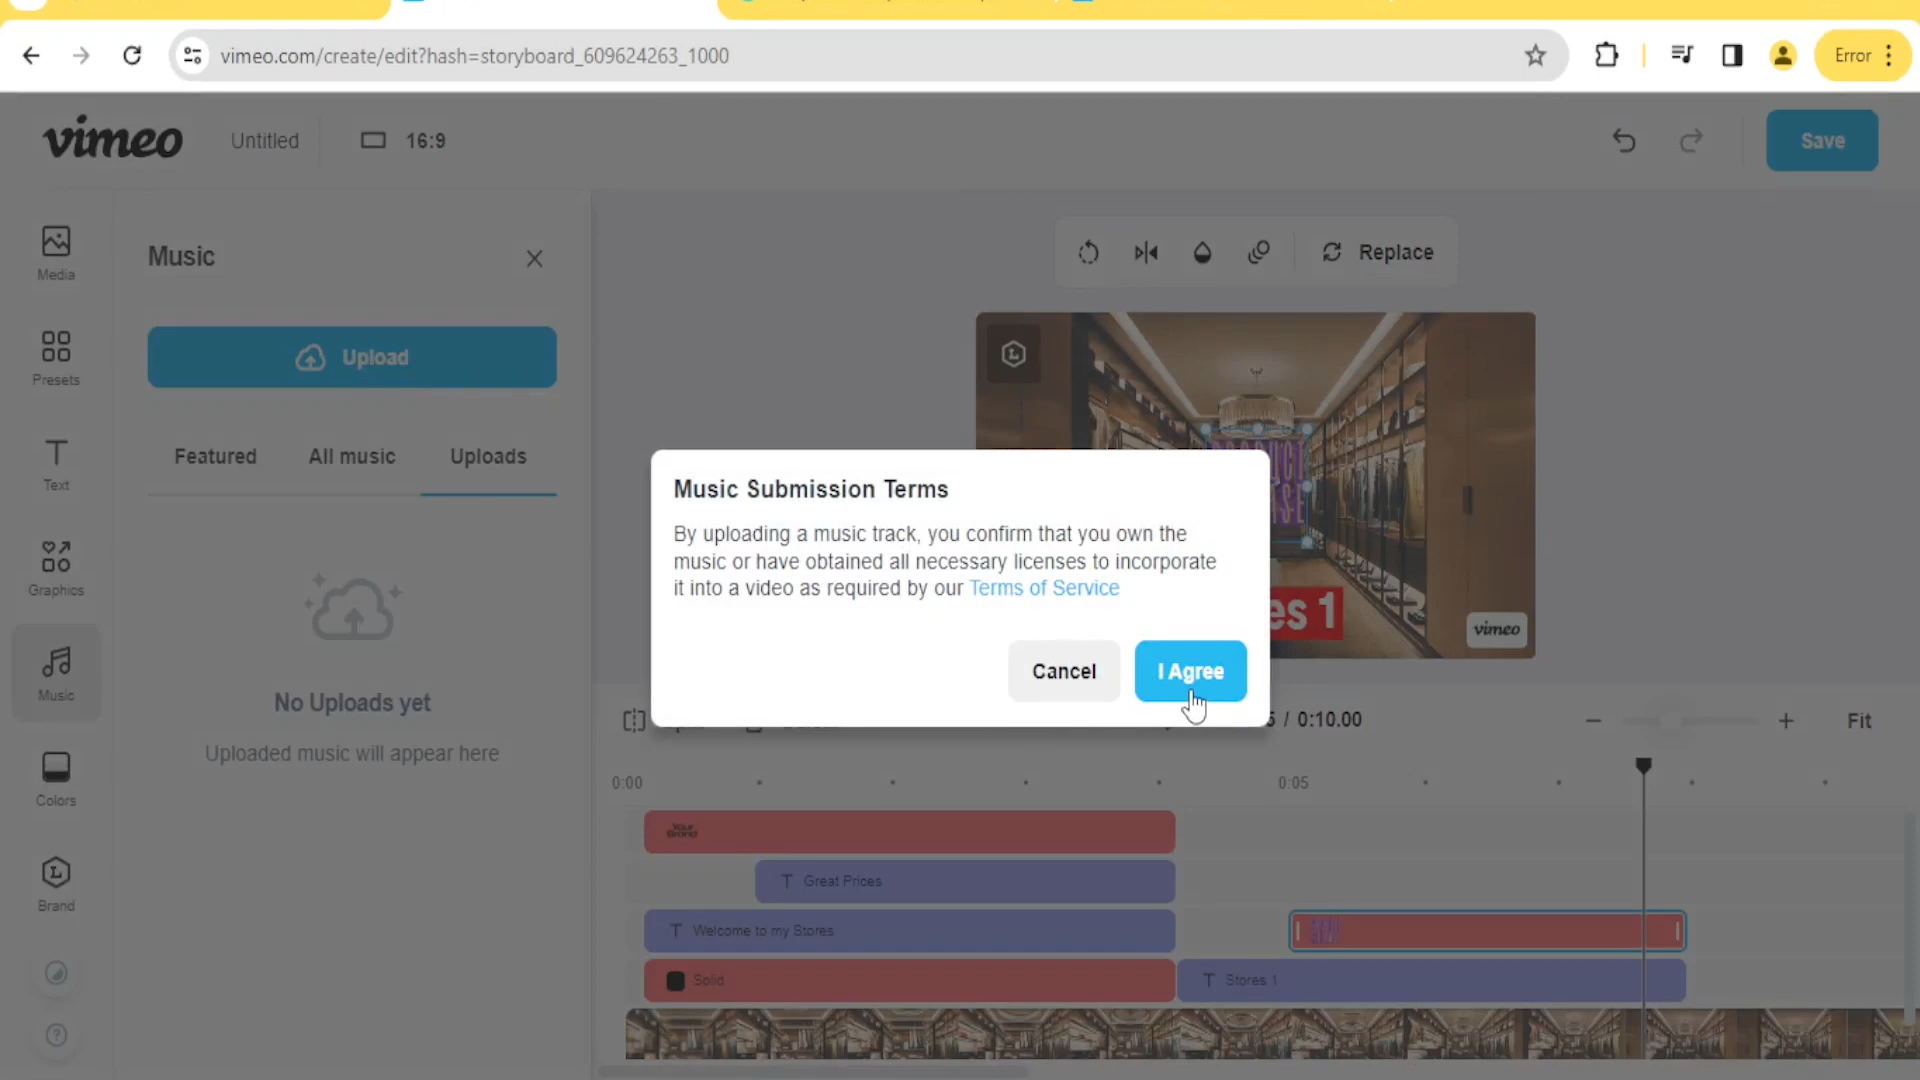 vimeo.com/create/edit?hash=storyboard_609624263_1000
Error
vimeo
Untitled
16:9
Save
Media
Presets
Text
Graphics
Music
Colors
Brand
Music
Upload
Featured
All music
Uploads
No Uploads yet
Uploaded music will appear here
Replace
es 1
vimeo
Music Submission Terms
By uploading a music track, you confirm that you own the
music or have obtained all necessary licenses to incorporate
it into a video as required by our Terms of Service
Cancel
I Agree
/ 0:10.00
Fit
0:00
0:05
Your
Brand
Great Prices
Welcome to my Stores
Solid
Stores 1